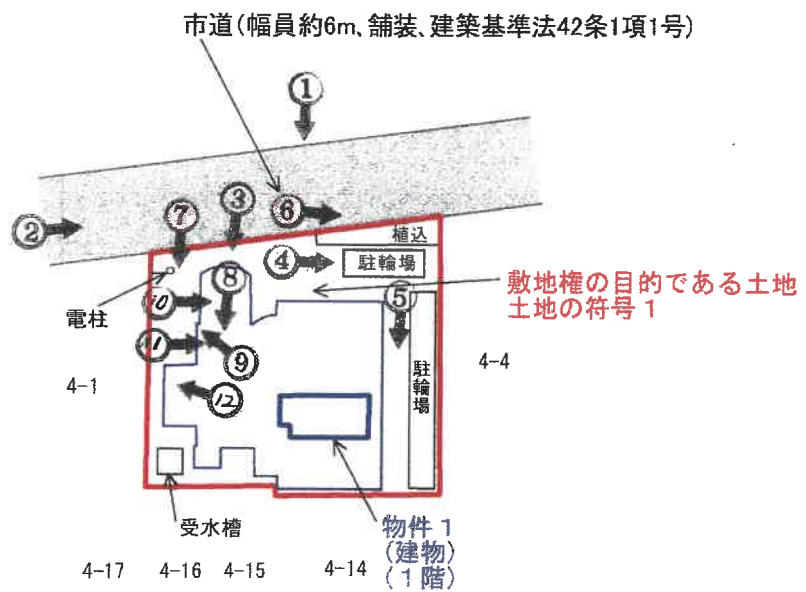 市道(幅員約6m、舗装、建築基準法42条1項1号)
①
②
③
⑥
⑦
植込
④
駐輪場
⑧
敷地権の目的である土地
土地の符号1
⑤
電柱
⑩
⑪
⑨
4-1
⑫
駐輪場
4-4
受水槽
物件1
(建物)
(1階)
4-17
4-16
4-15
4-14